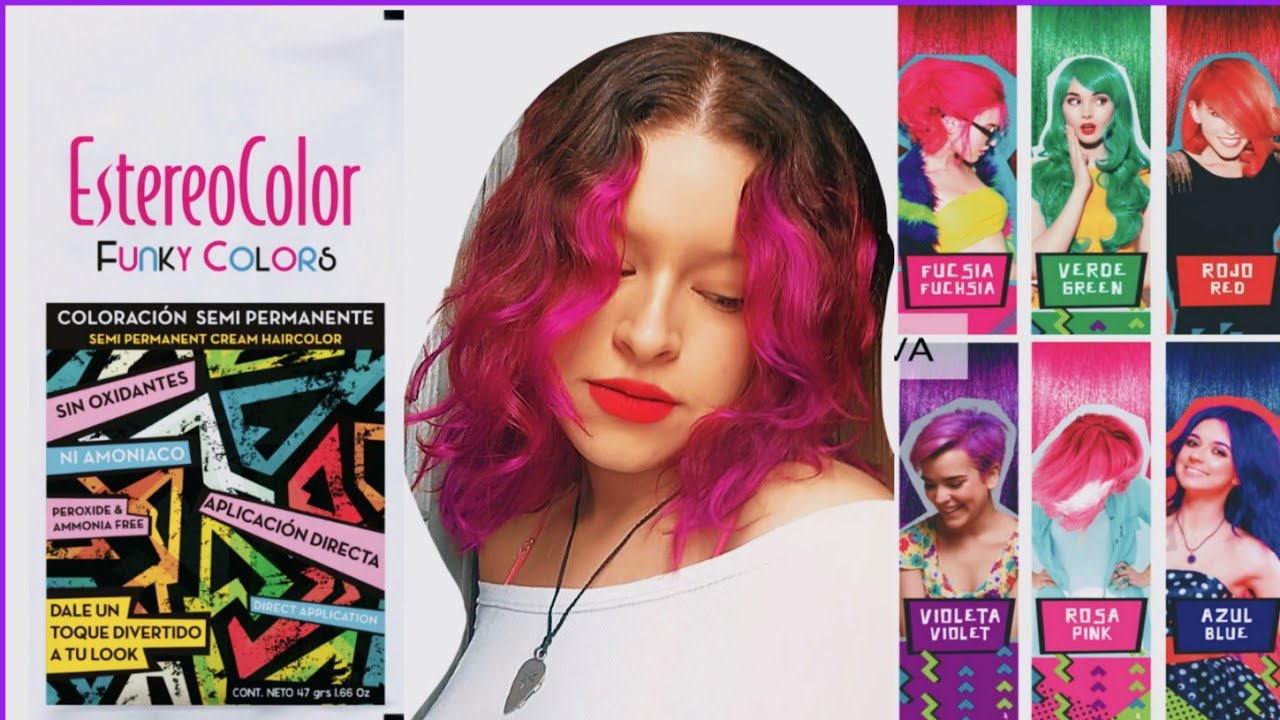 EstereoColor
FUNKY COLORS
COLORACIÓN SEMI PERMANENTE
SEMI PERMANENT CREAM HAIRCOLOR
SIN OXIDANTES
NI AMONIACO
PEROXIDE &
AMMONIA FREE
APLICACIÓN DIRECTA
DIRECT APPLICATION
DALE UN
TOQUE DIVERTIDO
A TU LOOK
CONT. NETO 47 grs 1.66 Oz
FUCSIA
FUCHSIA
VERDE
GREEN
ROJO
RED
VA
VIOLETA
VIOLET
ROSA
PINK
AZUL
BLUE